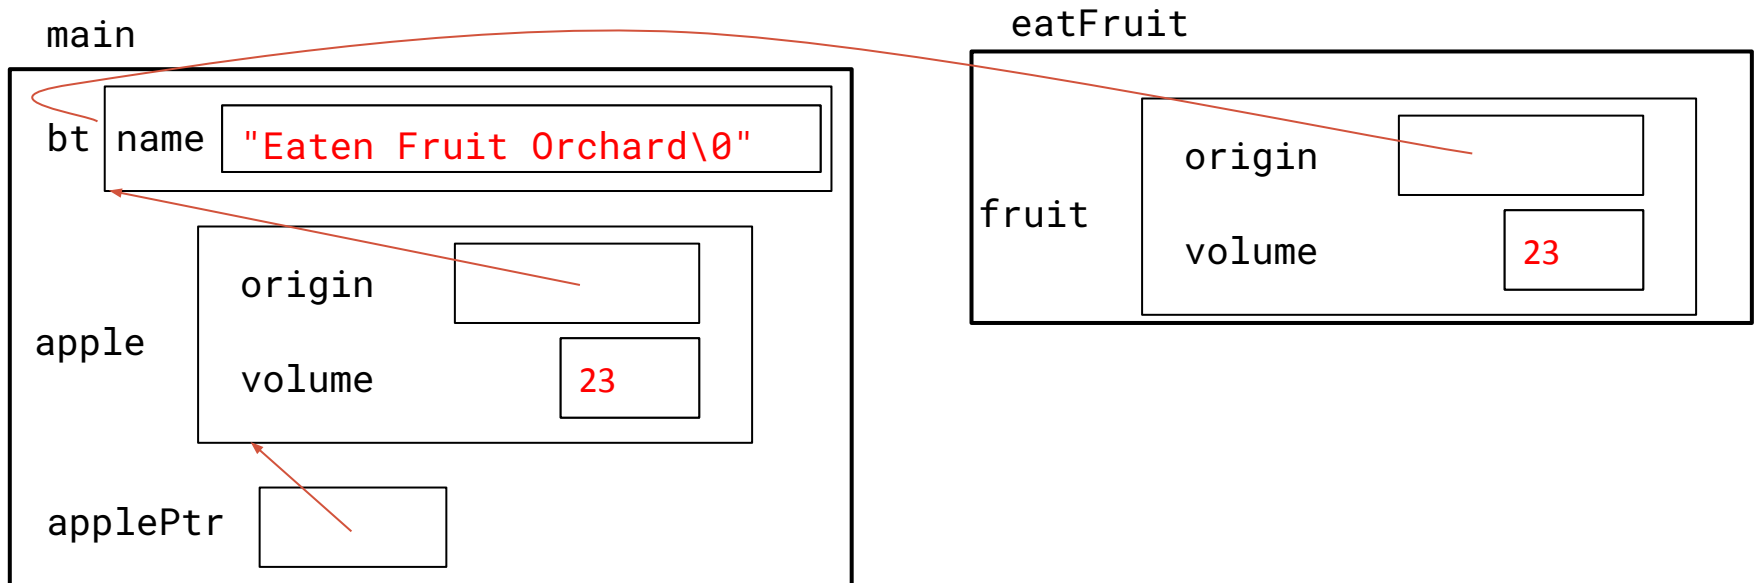 main
bt name "Eaten Fruit Orchard\0"
origin
apple
volume 23
applePtr
eatFruit
origin
fruit
volume 23